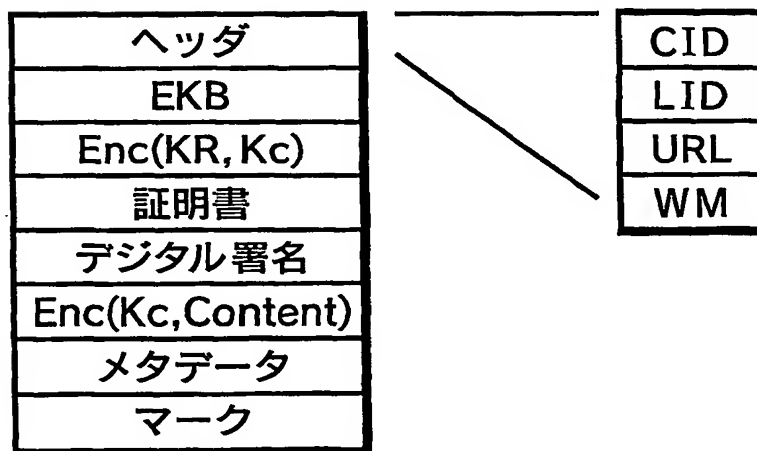 ヘッダ
EKB
Enc(KR, Kc)
証明書
デジタル署名
Enc(Kc,Content)
メタデータ
マーク
CID
LID
URL
WM